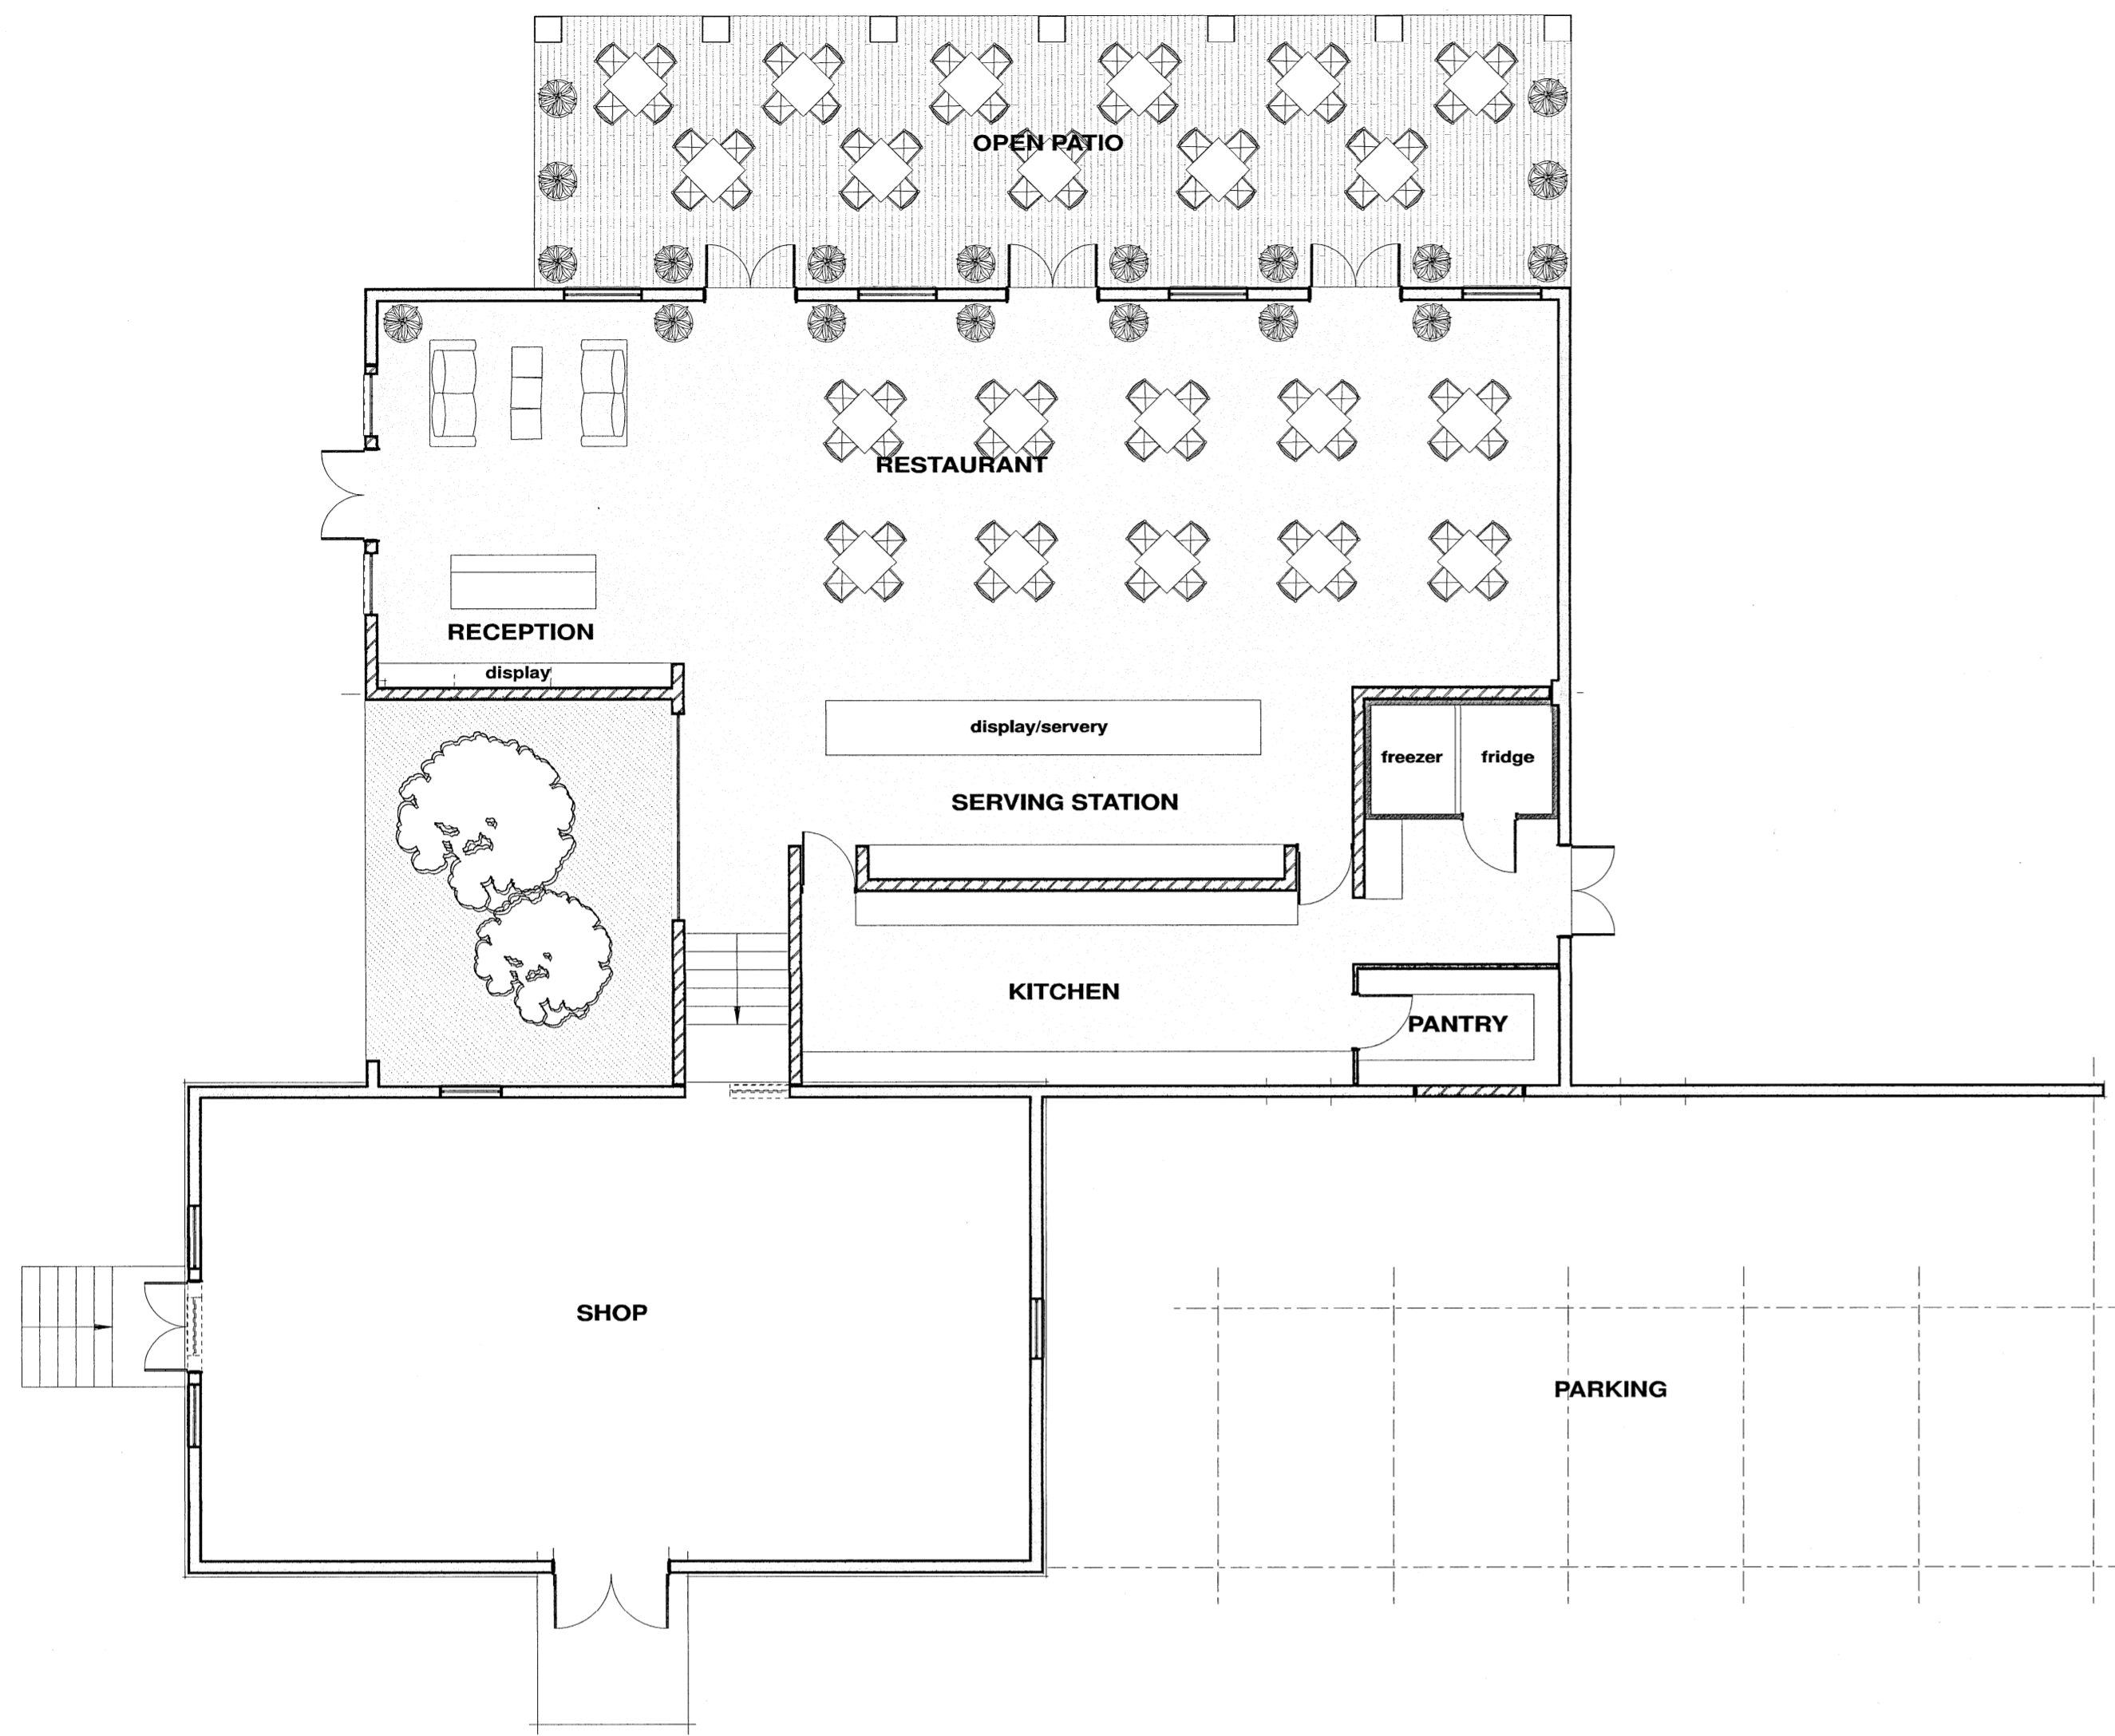 OPEN PATIO
RESTAURANT
RECEPTION
display
display/servery
freezer
fridge
SERVING STATION
KITCHEN
PANTRY
SHOP
PARKING